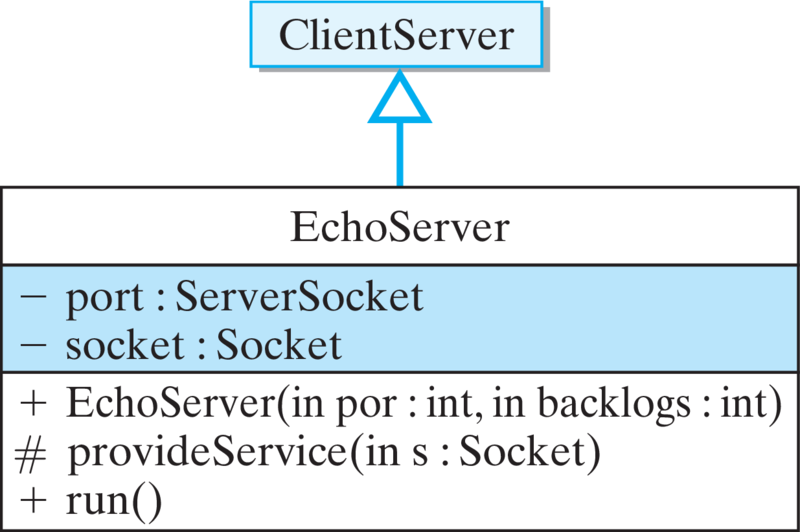 ClientServer
EchoServer
– port : ServerSocket
– socket : Socket
+ EchoServer(in por : int, in backlogs : int)
# provideService(in s : Socket)
+ run()